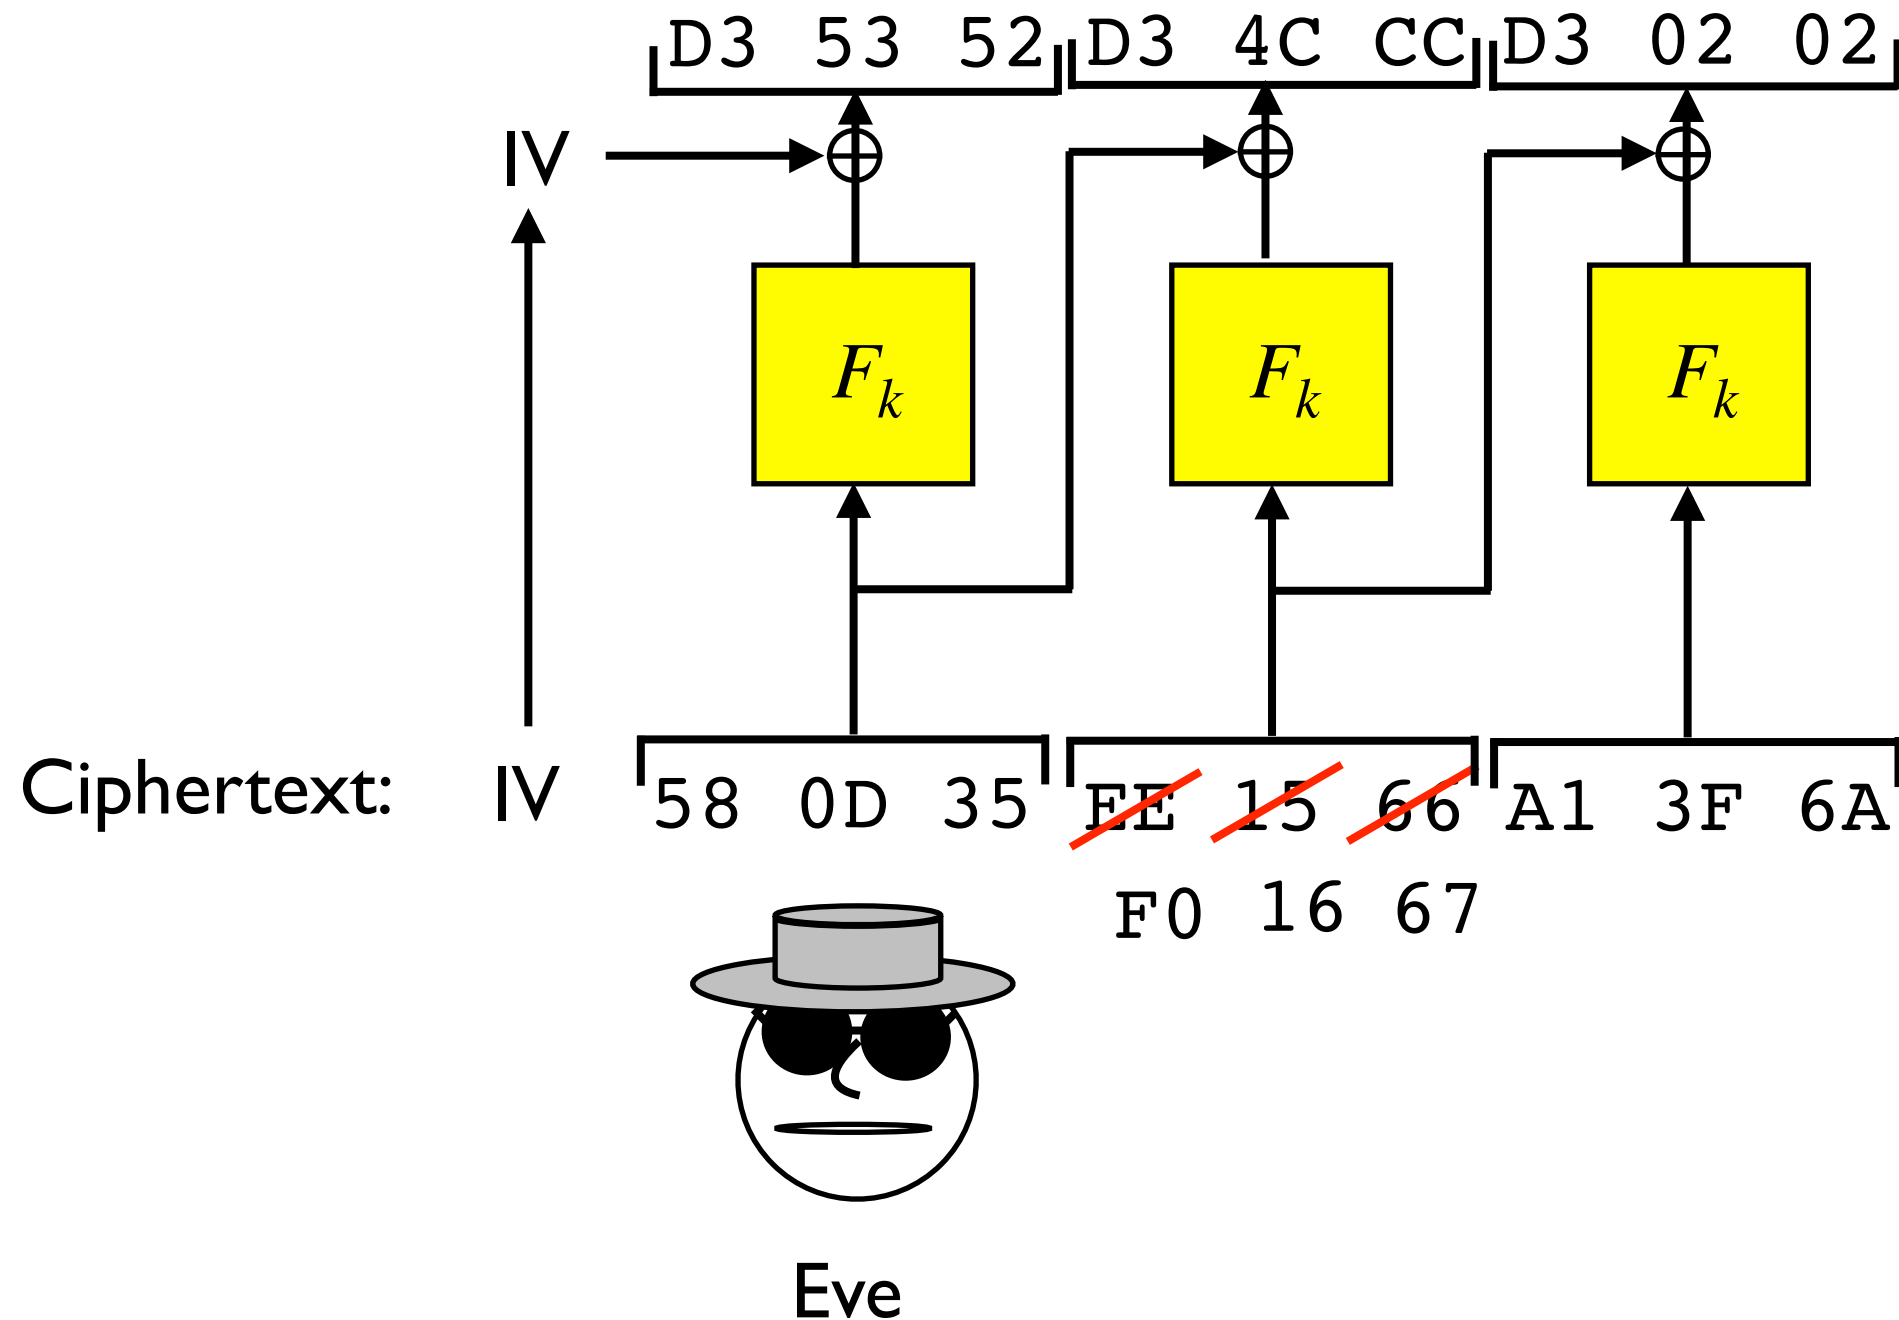 D3 53 52 D3 4C CC D3 02 02
IV
Fk Fk Fk
Ciphertext: IV 58 0D 35 EE 15 66 A1 3F 6A
F0 16 67
Eve